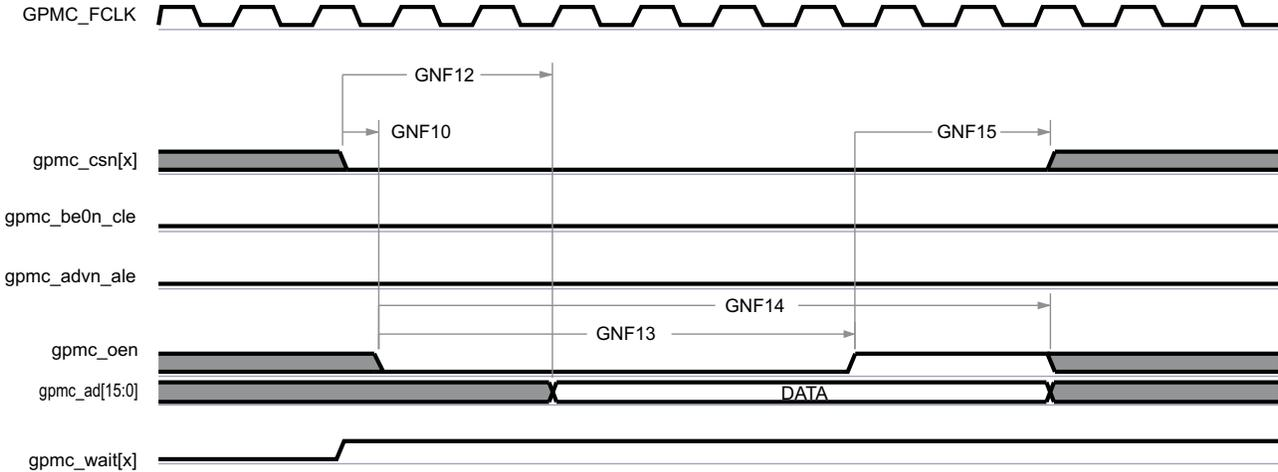 GPMC_FCLK
GNF12
GNF10
GNF15
gpmc_csn[x]
gpmc_be0n_cle
gpmc_advn_ale
GNF14
GNF13
gpmc_oen
gpmc_ad[15:0]
DATA
gpmc_wait[x]